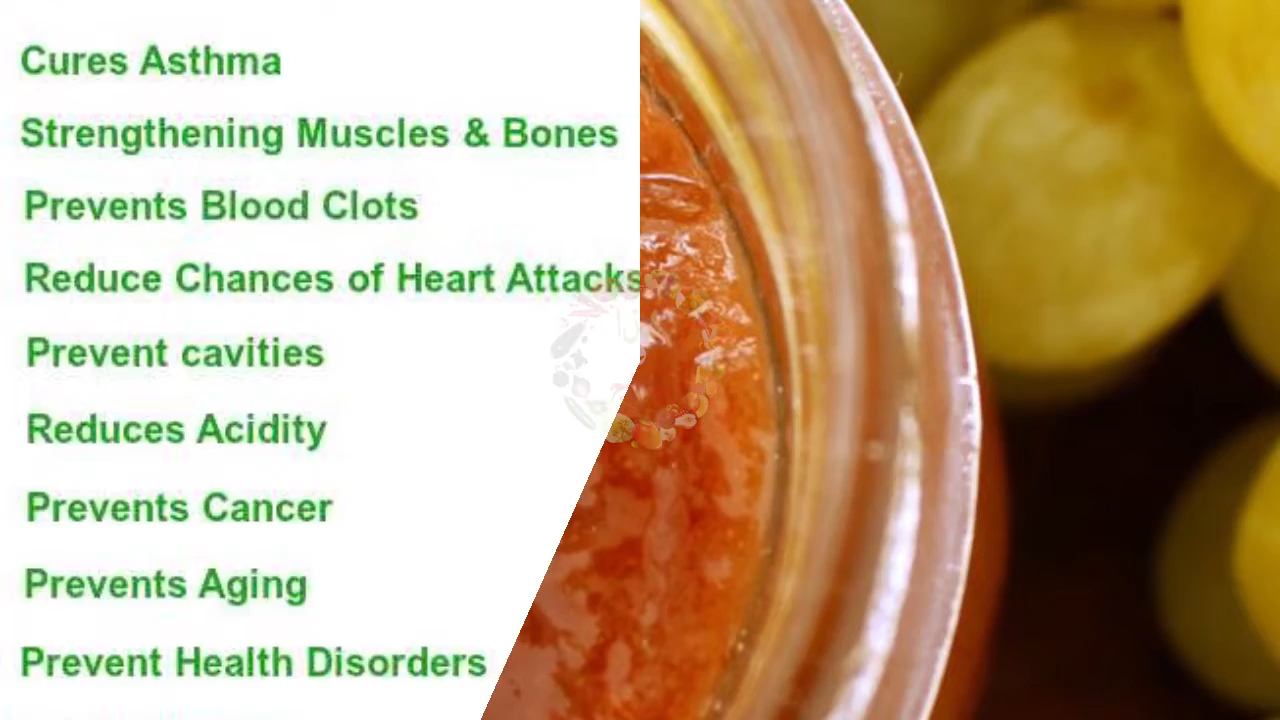 Cures Asthma
Strengthening Muscles & Bones
Prevents Blood Clots
Reduce Chances of Heart Attacks
Prevent cavities
Reduces Acidity
Prevents Cancer
Prevents Aging
Prevent Health Disorders